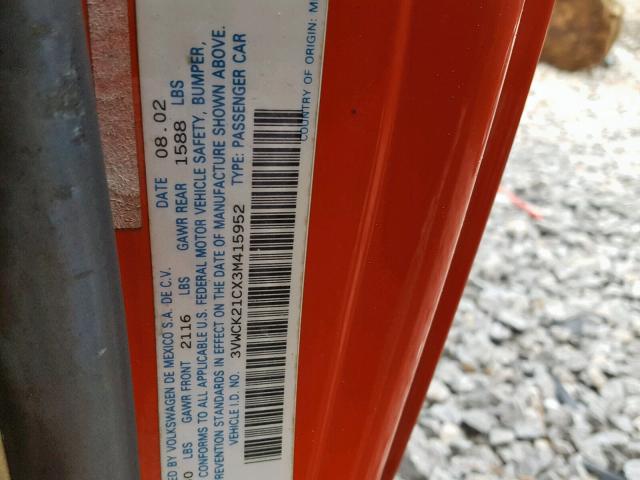 ED BY VOLKSWAGEN DE MEXICO S.A. DE C.V. DATE 08.02
0 LBS GAWR FRONT 2116 LBS GAWR REAR 1588 LBS
CONFORMS TO ALL APPLICABLE U.S. FEDERAL MOTOR VEHICLE SAFETY, BUMPER,
REVENTION STANDARDS IN EFFECT ON THE DATE OF MANUFACTURE SHOWN ABOVE.
VEHICLE I.D. NO. 3VWCK21CX3M415952 TYPE: PASSENGER CAR
COUNTRY OF ORIGIN: M